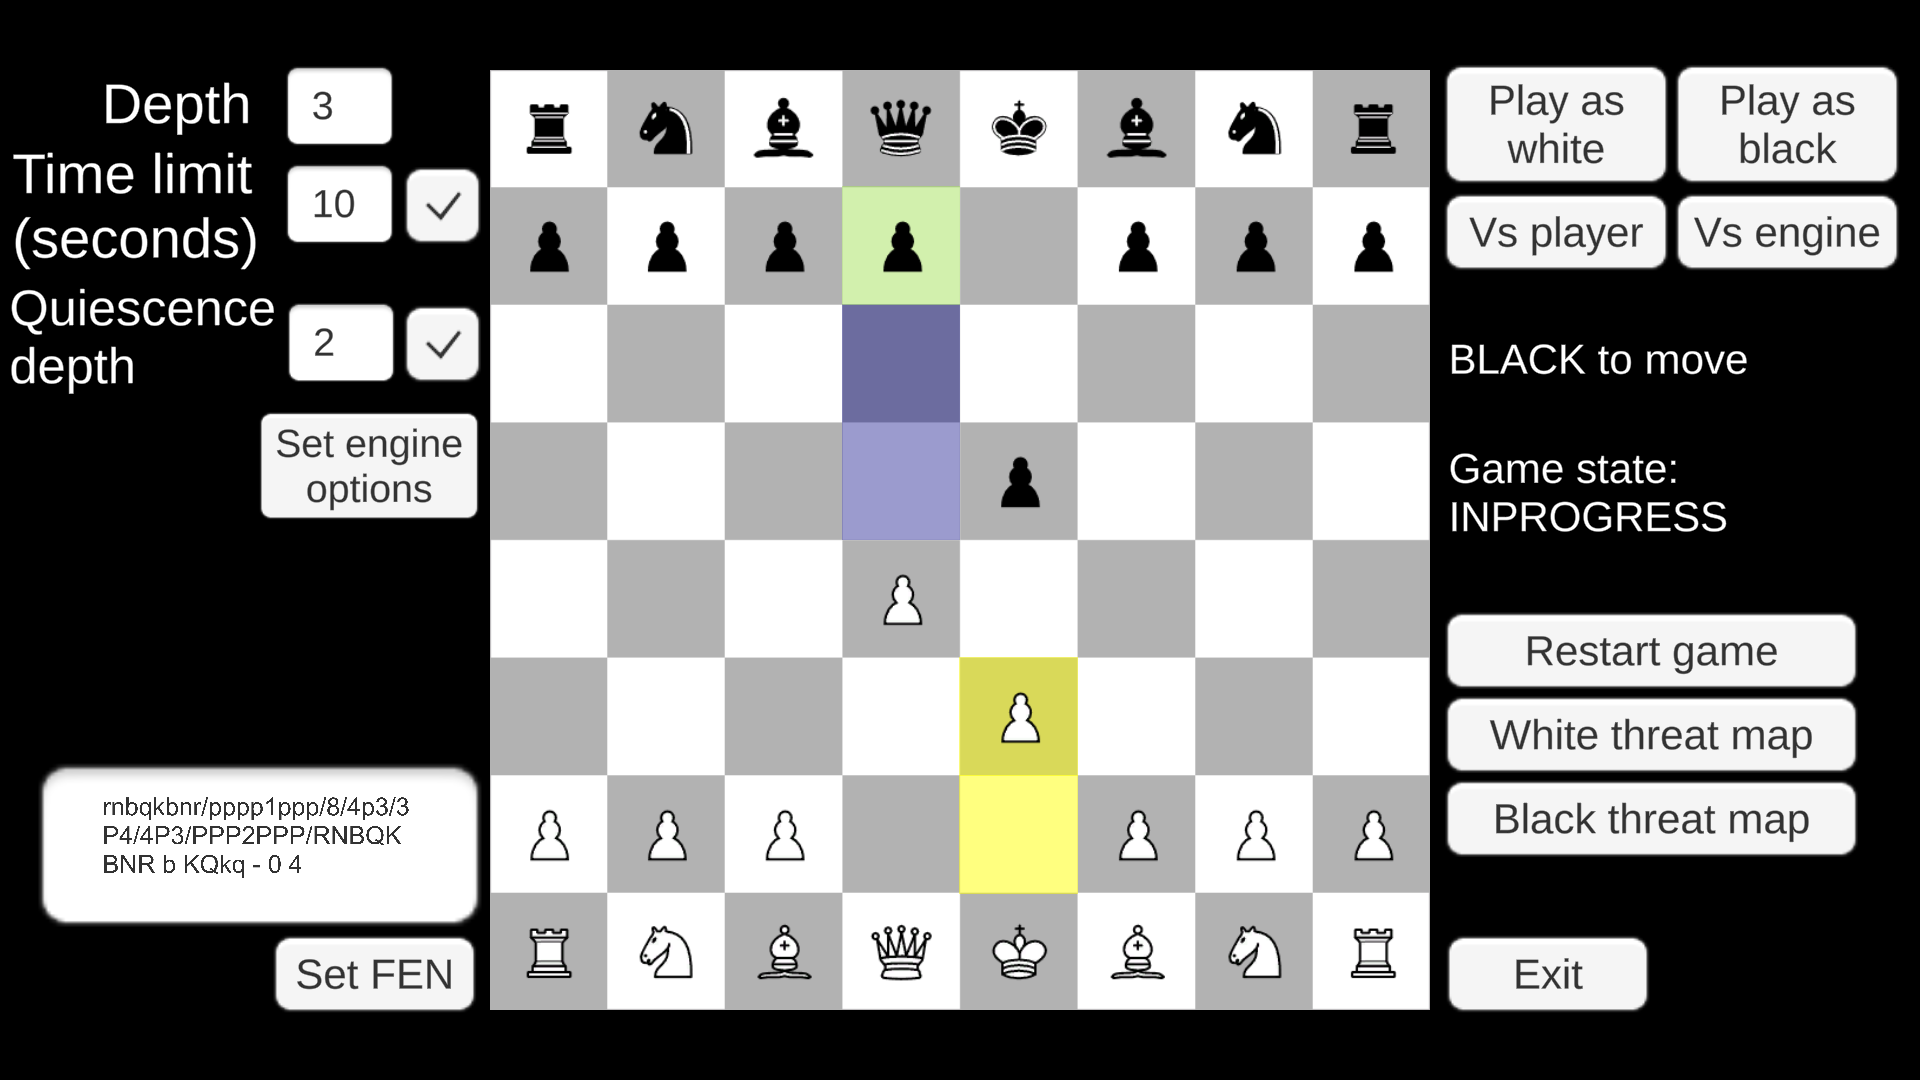 Depth
3
Time limit
(seconds)
10
Quiescence
depth
2
Set engine
options
rnbqkbnr/pppp1ppp/8/4p3/3
P4/4P3/PPP2PPP/RNBQK
BNR b KQkq - 0 4
Set FEN
Play as
white
Play as
black
Vs player
Vs engine
BLACK to move
Game state:
INPROGRESS
Restart game
White threat map
Black threat map
Exit